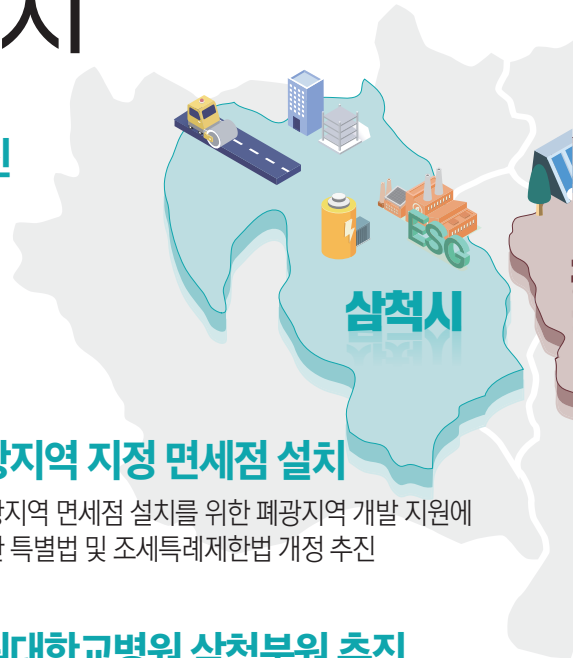 시
ESG
삼척시
지역 지정 면세점 설치
지역 면세점 설치를 위한 폐광지역 개발 지원에
특별법 및 조세특례제한법 개정 추진